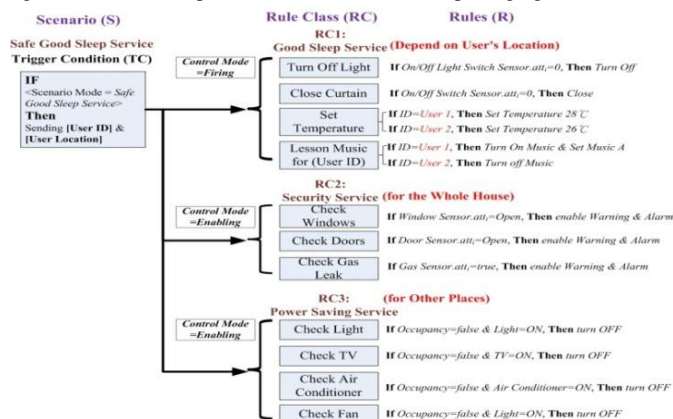 Scenario (S)
Rule Class (RC)
Rules (R)
Safe Good Sleep Service
Trigger Condition (TC)
IF
<Scenario Mode = Safe
Good Sleep Service>
Then
Sending [User ID] &
[User Location]
RC1:
Control Mode
=Firing
Good Sleep Service (Depend on User's Location)
Turn Off Light
If On/Off Light Switch Sensor.attᵢ=0, Then Turn Off
Close Curtain
If On/Off Switch Sensor.attᵢ=0, Then Close
Set
Temperature
If ID=User 1, Then Set Temperature 28℃
If ID=User 2, Then Set Temperature 26℃
Lesson Music
for (User ID)
If ID=User 1, Then Turn On Music & Set Music A
If ID=User 2, Then Turn off Music
RC2:
Security Service (for the Whole House)
Control Mode
=Enabling
Check
Windows
If Window Sensor.attᵢ=Open, Then enable Warning & Alarm
Check Doors
If Door Sensor.attᵢ=Open, Then enable Warning & Alarm
Check Gas
Leak
If Gas Sensor.attᵢ=true, Then enable Warning & Alarm
RC3: (for Other Places)
Power Saving Service
Control Mode
=Enabling
Check Light
If Occupancy=false & Light=ON, Then turn OFF
Check TV
If Occupancy=false & TV=ON, Then turn OFF
Check Air
Conditioner
If Occupancy=false & Air Conditioner=ON, Then turn OFF
Check Fan
If Occupancy=false & Light=ON, Then turn OFF